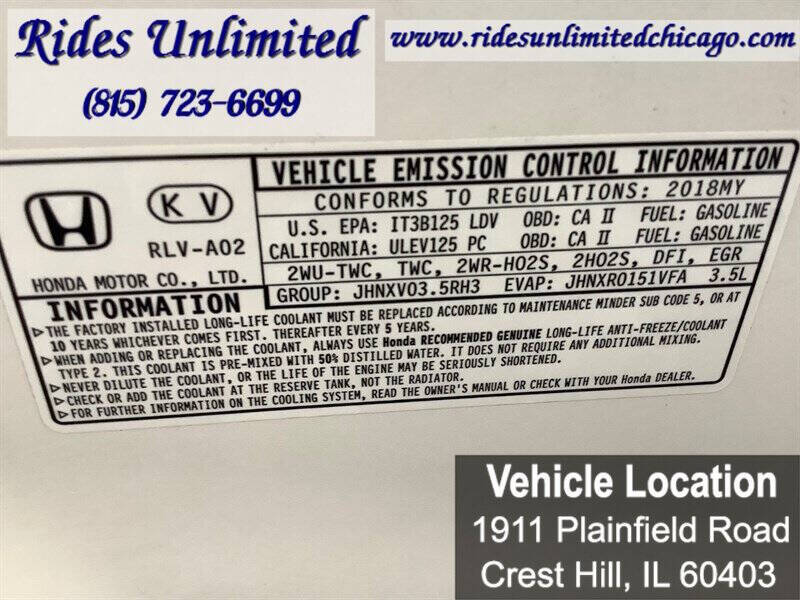 Rides Unlimited
(815) 723-6699
www.ridesunlimitedchicago.com
K V
RLV-A02
HONDA MOTOR CO., LTD.
VEHICLE EMISSION CONTROL INFORMATION
CONFORMS TO REGULATIONS: 2018MY
U.S. EPA: IT3B125 LDV OBD: CA II FUEL: GASOLINE
CALIFORNIA: ULEV125 PC OBD: CA II FUEL: GASOLINE
2WU-TWC, TWC, 2WR-HO2S, 2HO2S, DFI, EGR
GROUP: JHNXV03.5RH3 EVAP: JHNXR0151VFA 3.5L
INFORMATION
▷THE FACTORY INSTALLED LONG-LIFE COOLANT MUST BE REPLACED ACCORDING TO MAINTENANCE MINDER SUB CODE 5, OR AT
10 YEARS WHICHEVER COMES FIRST. THEREAFTER EVERY 5 YEARS.
▷WHEN ADDING OR REPLACING THE COOLANT, ALWAYS USE Honda RECOMMENDED GENUINE LONG-LIFE ANTI-FREEZE/COOLANT
TYPE 2. THIS COOLANT IS PRE-MIXED WITH 50% DISTILLED WATER. IT DOES NOT REQUIRE ANY ADDITIONAL MIXING.
▷NEVER DILUTE THE COOLANT, OR THE LIFE OF THE ENGINE MAY BE SERIOUSLY SHORTENED.
▷CHECK OR ADD THE COOLANT AT THE RESERVE TANK, NOT THE RADIATOR.
▷FOR FURTHER INFORMATION ON THE COOLING SYSTEM, READ THE OWNER'S MANUAL OR CHECK WITH YOUR Honda DEALER.
Vehicle Location
1911 Plainfield Road
Crest Hill, IL 60403